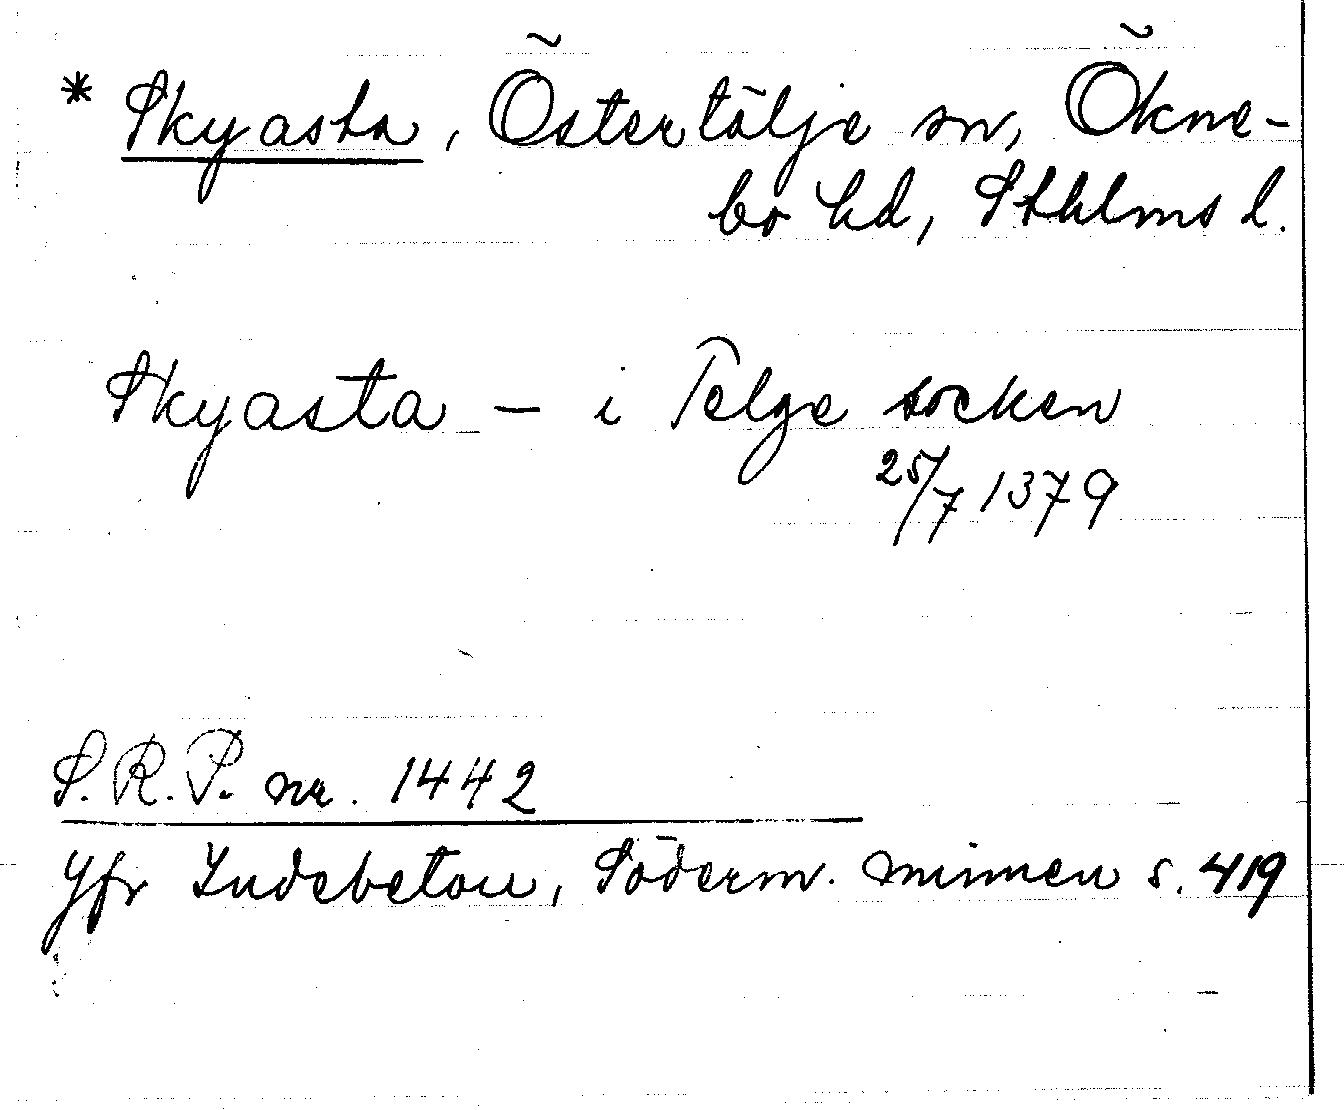 * Skyasta, Östertälje sn, Ökne-
bo hd, Sthlms l.
Skyasta – i Telge socken
25/7 1379
S.R.P. nr. 1442
Jfr Indebetou, Söderm. minnen s. 419